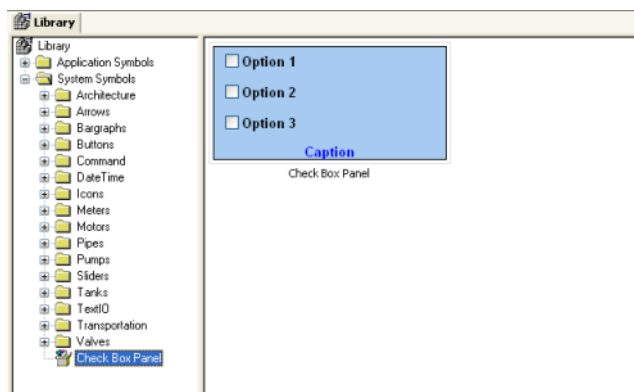 Library
Library
Application Symbols
System Symbols
Architecture
Arrows
Bargraphs
Buttons
Command
DateTime
Icons
Meters
Motors
Pipes
Pumps
Sliders
Tanks
TextIO
Transportation
Valves
Check Box Panel
Option 1
Option 2
Option 3
Caption
Check Box Panel